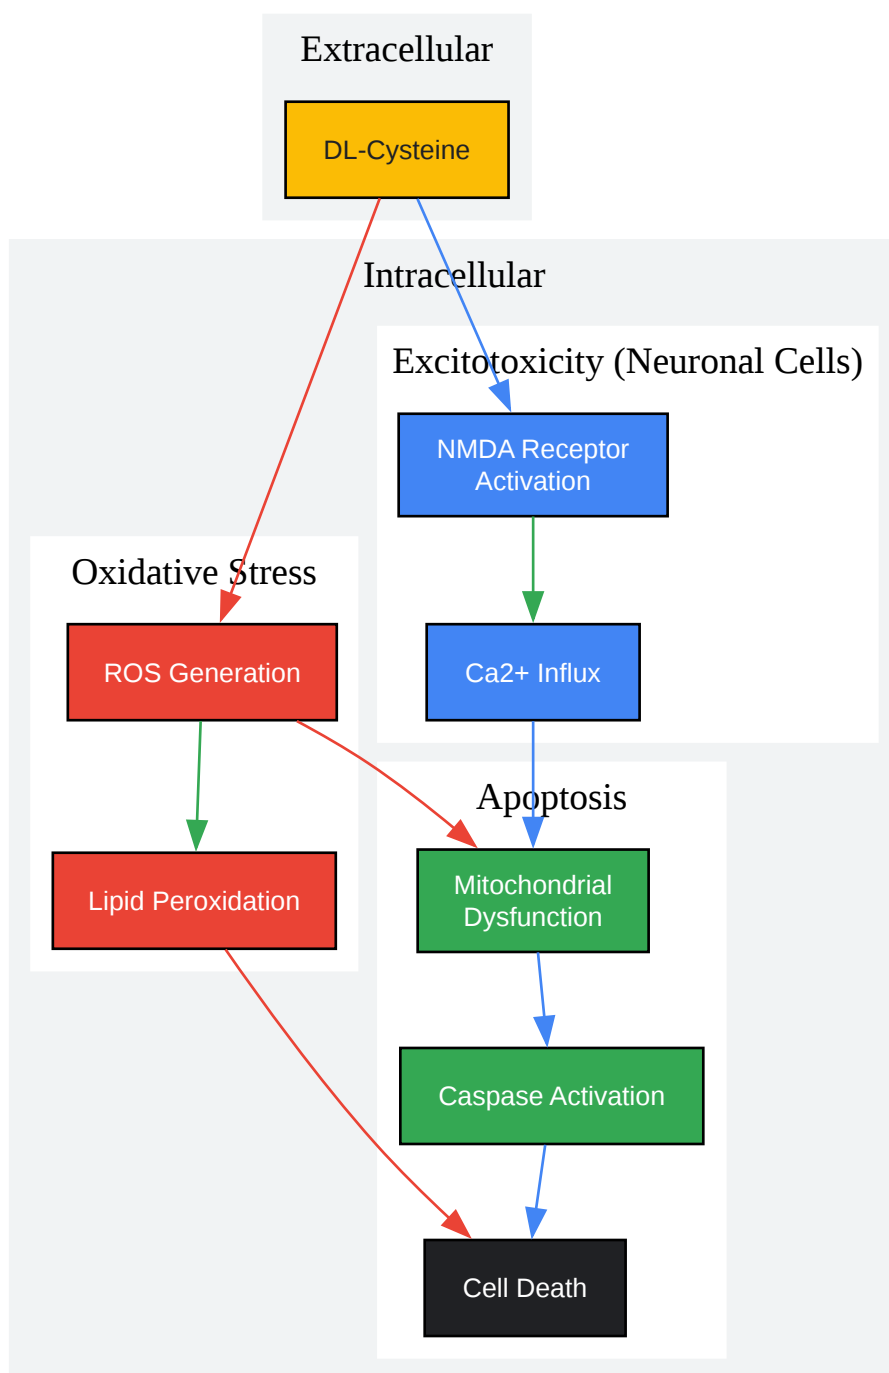 Extracellular
DL-Cysteine
Intracellular
Excitotoxicity (Neuronal Cells)
NMDA Receptor
Activation
Oxidative Stress
ROS Generation
Ca2+ Influx
Apoptosis
Lipid Peroxidation
Mitochondrial
Dysfunction
Caspase Activation
Cell Death